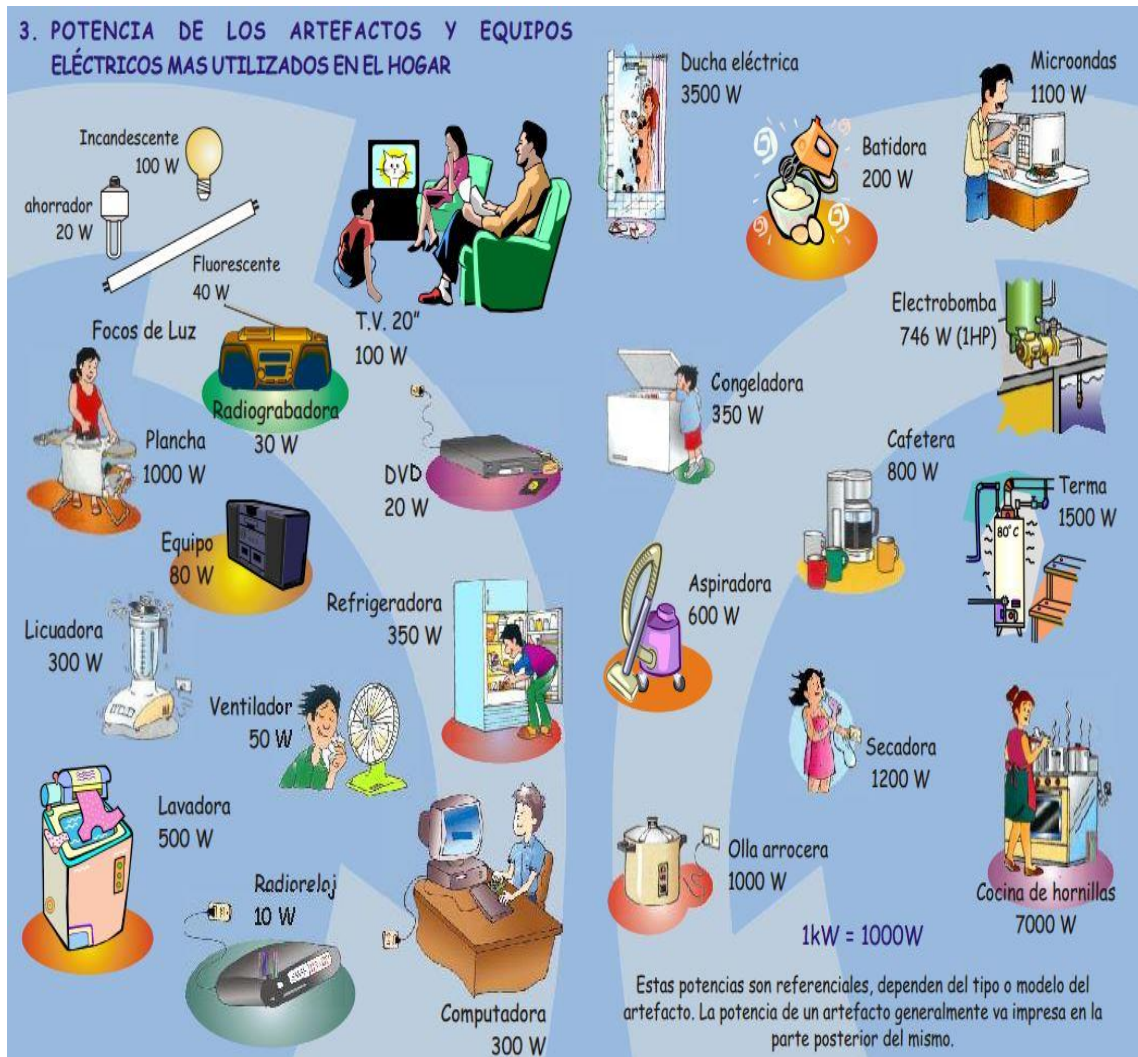 3. POTENCIA DE LOS ARTEFACTOS Y EQUIPOS
ELÉCTRICOS MAS UTILIZADOS EN EL HOGAR
Incandescente
100 W
ahorrador
20 W
Fluorescente
40 W
Focos de Luz
T.V. 20"
100 W
Radiograbadora
30 W
Plancha
1000 W
DVD
20 W
Equipo
80 W
Refrigeradora
350 W
Licuadora
300 W
Ventilador
50 W
Lavadora
500 W
Radioreloj
10 W
Computadora
300 W
Ducha eléctrica
3500 W
Microondas
1100 W
Batidora
200 W
Electrobomba
746 W (1HP)
Congeladora
350 W
Cafetera
800 W
Terma
1500 W
80°C
Aspiradora
600 W
Secadora
1200 W
Olla arrocera
1000 W
Cocina de hornillas
7000 W
1kW = 1000W
Estas potencias son referenciales, dependen del tipo o modelo del
artefacto. La potencia de un artefacto generalmente va impresa en la
parte posterior del mismo.